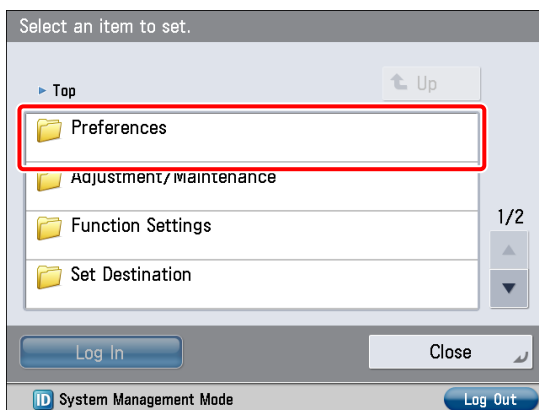 Select an item to set.
Top
Up
Preferences
Adjustment/Maintenance
Function Settings
1/2
Set Destination
Log In
Close
ID System Management Mode
Log Out